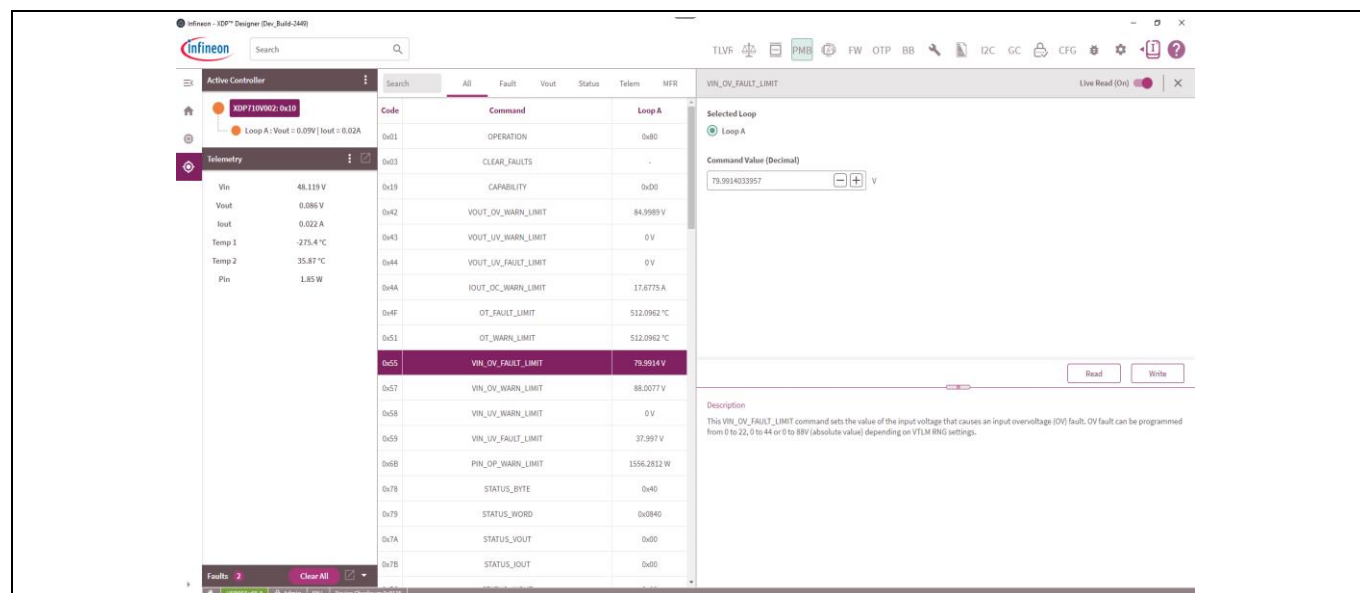 Infineon - XDP™ Designer (Dev_Build-2449)
infineon
Search
TLVR PMB FW OTP BB I2C GC CFG
Active Controller
XDP710V002: 0x10
Loop A : Vout = 0.09V | Iout = 0.02A
Telemetry
Vin 48.119 V
Vout 0.086 V
Iout 0.022 A
Temp 1 -275.4 °C
Temp 2 35.87 °C
Pin 1.85 W
Faults 2 Clear All
Search All Fault Vout Status Telem MFR
Code Command Loop A
0x01 OPERATION 0x80
0x03 CLEAR_FAULTS -
0x19 CAPABILITY 0xD0
0x42 VOUT_OV_WARN_LIMIT 84.9989 V
0x43 VOUT_UV_WARN_LIMIT 0 V
0x44 VOUT_UV_FAULT_LIMIT 0 V
0x4A IOUT_OC_WARN_LIMIT 17.6775 A
0x4F OT_FAULT_LIMIT 512.0962 °C
0x51 OT_WARN_LIMIT 512.0962 °C
0x55 VIN_OV_FAULT_LIMIT 79.9914 V
0x57 VIN_OV_WARN_LIMIT 88.0077 V
0x58 VIN_UV_WARN_LIMIT 0 V
0x59 VIN_UV_FAULT_LIMIT 37.997 V
0x6B PIN_OP_WARN_LIMIT 1556.2812 W
0x78 STATUS_BYTE 0x40
0x79 STATUS_WORD 0x0840
0x7A STATUS_VOUT 0x00
0x7B STATUS_IOUT 0x00
VIN_OV_FAULT_LIMIT Live Read (On)
Selected Loop
Loop A
Command Value (Decimal)
79.9914033957 V
Read Write
Description
This VIN_OV_FAULT_LIMIT command sets the value of the input voltage that causes an input overvoltage (OV) fault. OV fault can be programmed
from 0 to 22, 0 to 44 or 0 to 88V (absolute value) depending on VTLM RNG settings.